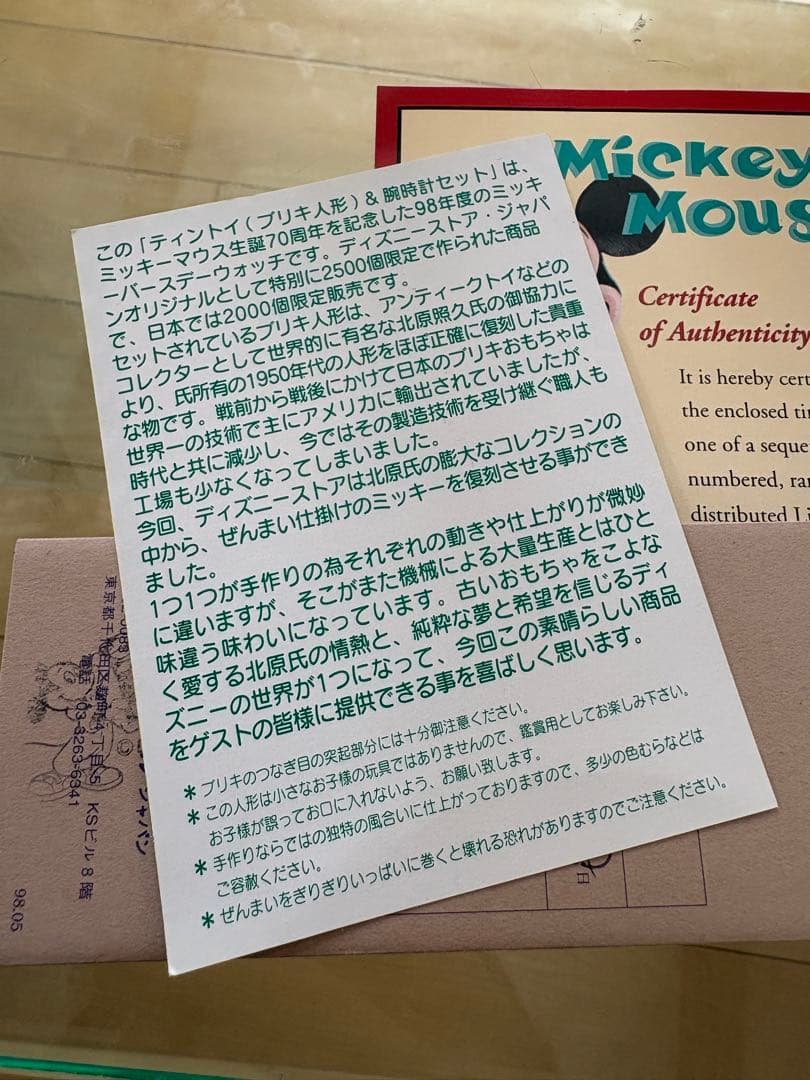 この「ティントイ(ブリキ人形)& 腕時計セット」は、
ミッキーマウス生誕70周年を記念した98年度のミッキ
ーバースデーウォッチです。ディズニーストア・ジャパ
ンオリジナルとして特別に2500個限定で作られた商品
で、日本では2000個限定販売です。
セットされているブリキ人形は、アンティークトイなどの
コレクターとして世界的に有名な北原照久氏の御協力に
より、氏所有の1950年代の人形をほぼ正確に復刻した貴重
な物です。戦前から戦後にかけて日本のブリキおもちゃは
世界一の技術で主にアメリカに輸出されていましたが、
時代と共に減少し、今ではその製造技術を受け継ぐ職人も
工場も少なくなってしまいました。
今回、ディズニーストアは北原氏の膨大なコレクションの
中から、ぜんまい仕掛けのミッキーを復刻させる事ができ
ました。
1つ1つが手作りの為それぞれの動きや仕上がりが微妙
に違いますが、そこがまた機械による大量生産とはひと
味違う味わいになっています。古いおもちゃをこよな
く愛する北原氏の情熱と、純粋な夢と希望を信じるディ
ズニーの世界が1つになって、今回この素晴らしい商品
をゲストの皆様に提供できる事を喜ばしく思います。
*ブリキのつなぎ目の突起部分には十分御注意ください。
*この人形は小さなお子様の玩具ではありませんので、鑑賞用としてお楽しみ下さい。
お子様が誤ってお口に入れないよう、お願い致します。
*手作りならではの独特の風合いに仕上がっておりますので、多少の色むらなどは
ご容赦ください。
*ぜんまいをぎりぎりいっぱいに巻くと壊れる恐れがありますのでご注意ください。
Mickey
Mous
Certificate
of Authenticity
It is hereby cert
the enclosed ti
one of a seque
numbered, ra
distributed Li
東京都千代田区麹町4丁目5 KSビル8階
電話 03-3263-6341
ジャパン
98.05
日